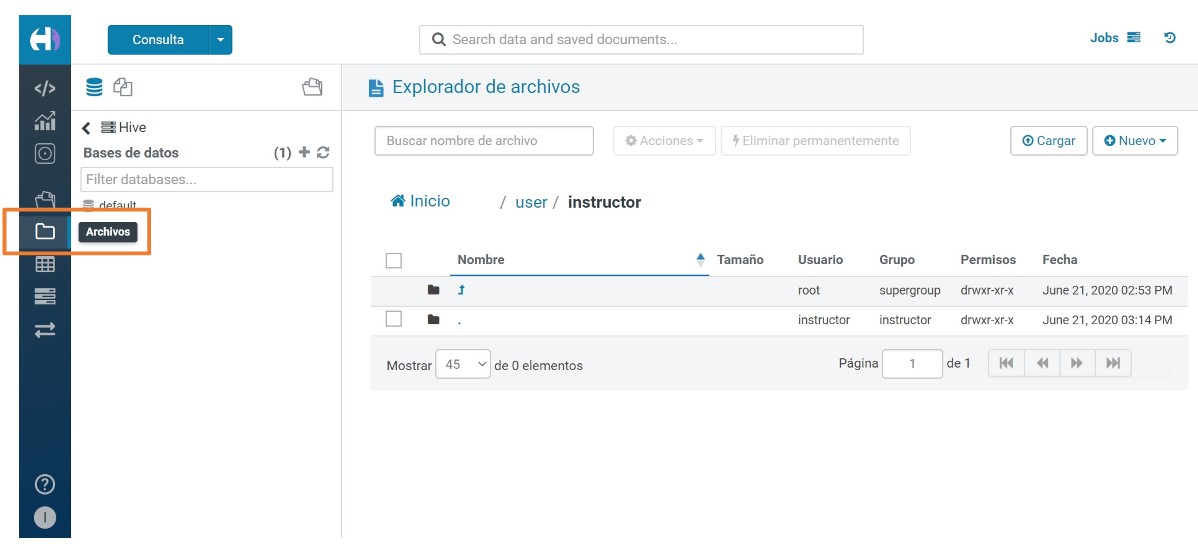 Consulta
Search data and saved documents...
Jobs
Explorador de archivos
Hive
Bases de datos (1)
Filter databases...
default
Archivos
Buscar nombre de archivo Acciones Eliminar permanentemente Cargar Nuevo
Inicio / user / instructor
Nombre Tamaño Usuario Grupo Permisos Fecha
root supergroup drwxr-xr-x June 21, 2020 02:53 PM
. instructor instructor drwxr-xr-x June 21, 2020 03:14 PM
Mostrar 45 de 0 elementos Página 1 de 1
I